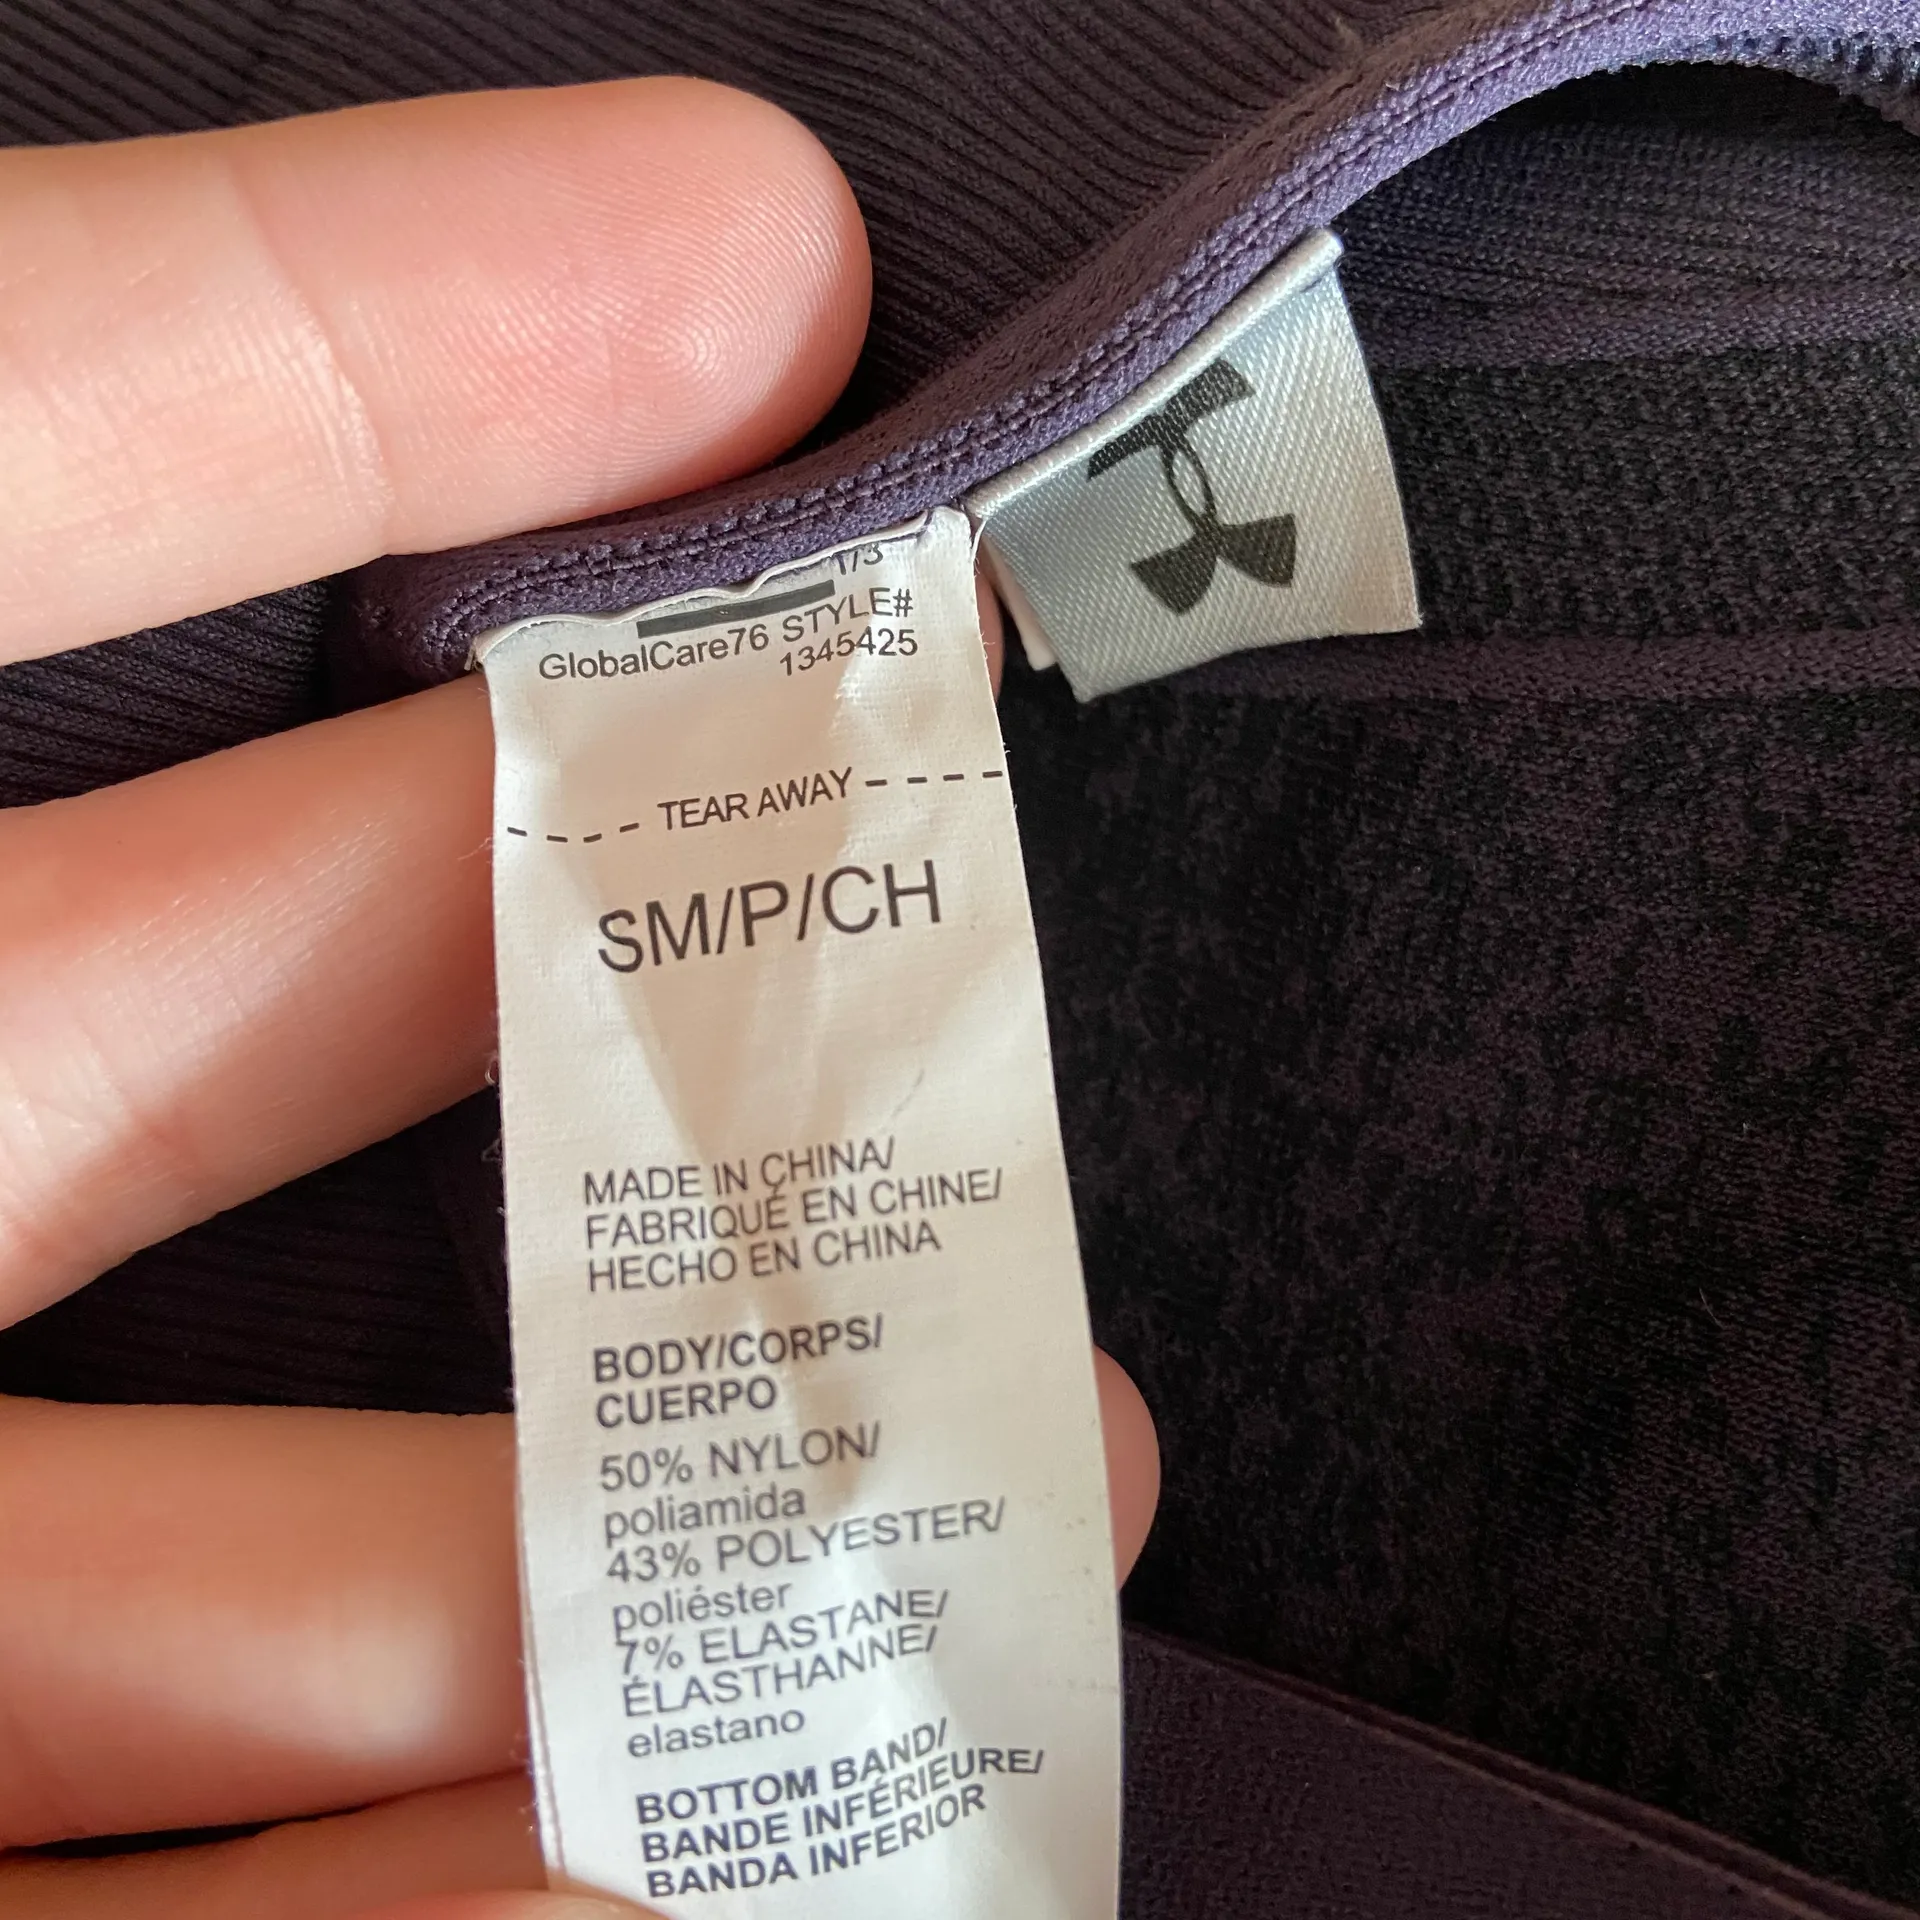 1/3
GlobalCare76 STYLE#
1345425
TEAR AWAY
SM/P/CH
MADE IN CHINA/
FABRIQUÉ EN CHINE/
HECHO EN CHINA
BODY/CORPS/
CUERPO
50% NYLON/
poliamida
43% POLYESTER/
poliéster
7% ELASTANE/
ÉLASTHANNE/
elastano
BOTTOM BAND/
BANDE INFÉRIEURE/
BANDA INFERIOR